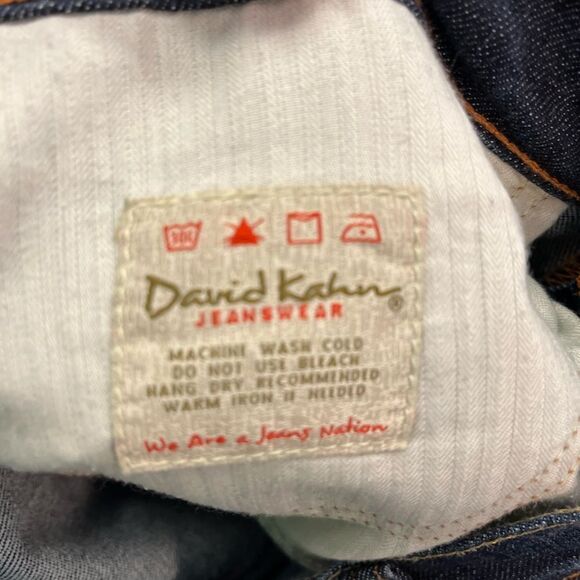 David Kahn®
JEANSWEAR
MACHINE WASH COLD
DO NOT USE BLEACH
HANG DRY RECOMMENDED
WARM IRON IF NEEDED
We Are a Jeans Nation